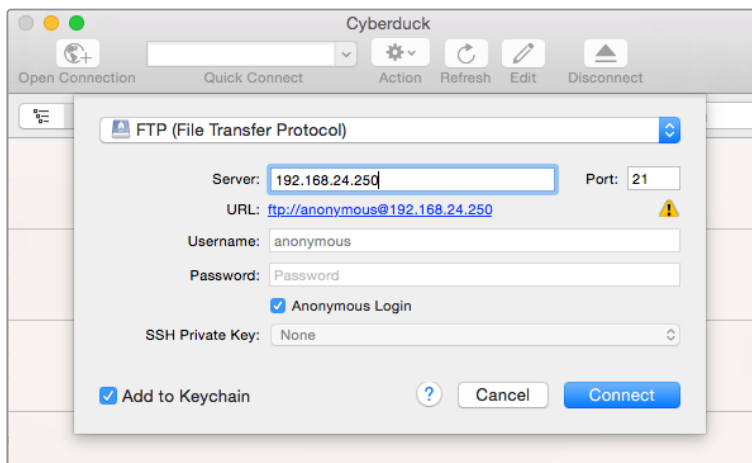 Cyberduck
Open Connection Quick Connect Action Refresh Edit Disconnect
FTP (File Transfer Protocol)
Server: 192.168.24.250 Port: 21
URL: ftp://anonymous@192.168.24.250
Username: anonymous
Password: Password
Anonymous Login
SSH Private Key: None
Add to Keychain ? Cancel Connect